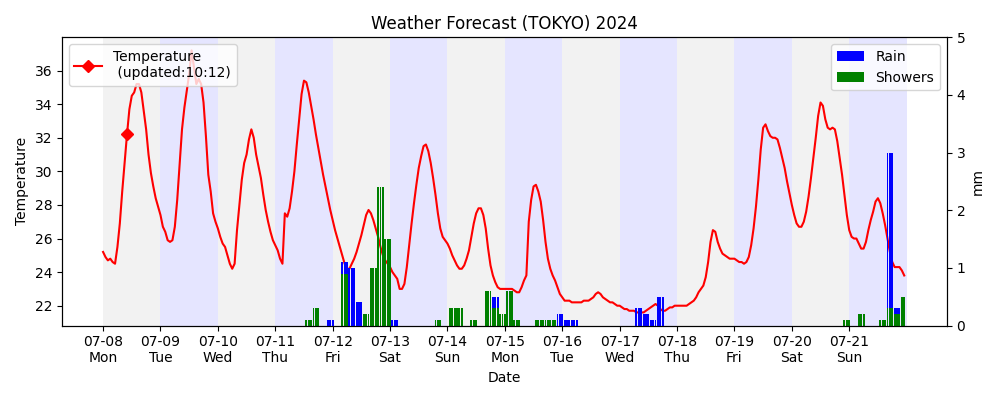 Weather Forecast (TOKYO) 2024
Temperature
(updated:10:12)
Rain
Showers
Temperature
36
34
32
30
28
26
24
22
5
4
3
2
1
0
mm
07-08 07-09 07-10 07-11 07-12 07-13 07-14 07-15 07-16 07-17 07-18 07-19 07-20 07-21
Mon Tue Wed Thu Fri Sat Sun Mon Tue Wed Thu Fri Sat Sun
Date